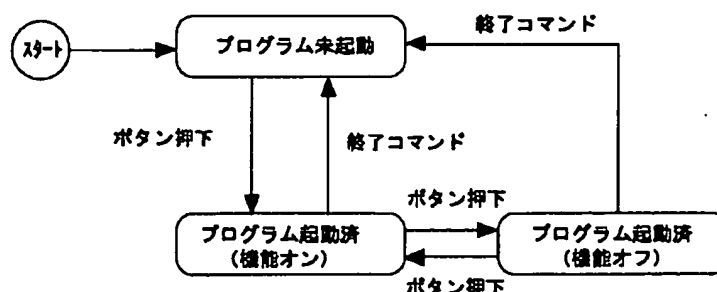 スタート
プログラム未起動
終了コマンド
ボタン押下
終了コマンド
ボタン押下
プログラム起動済
(機能オン)
プログラム起動済
(機能オフ)
ボタン押下